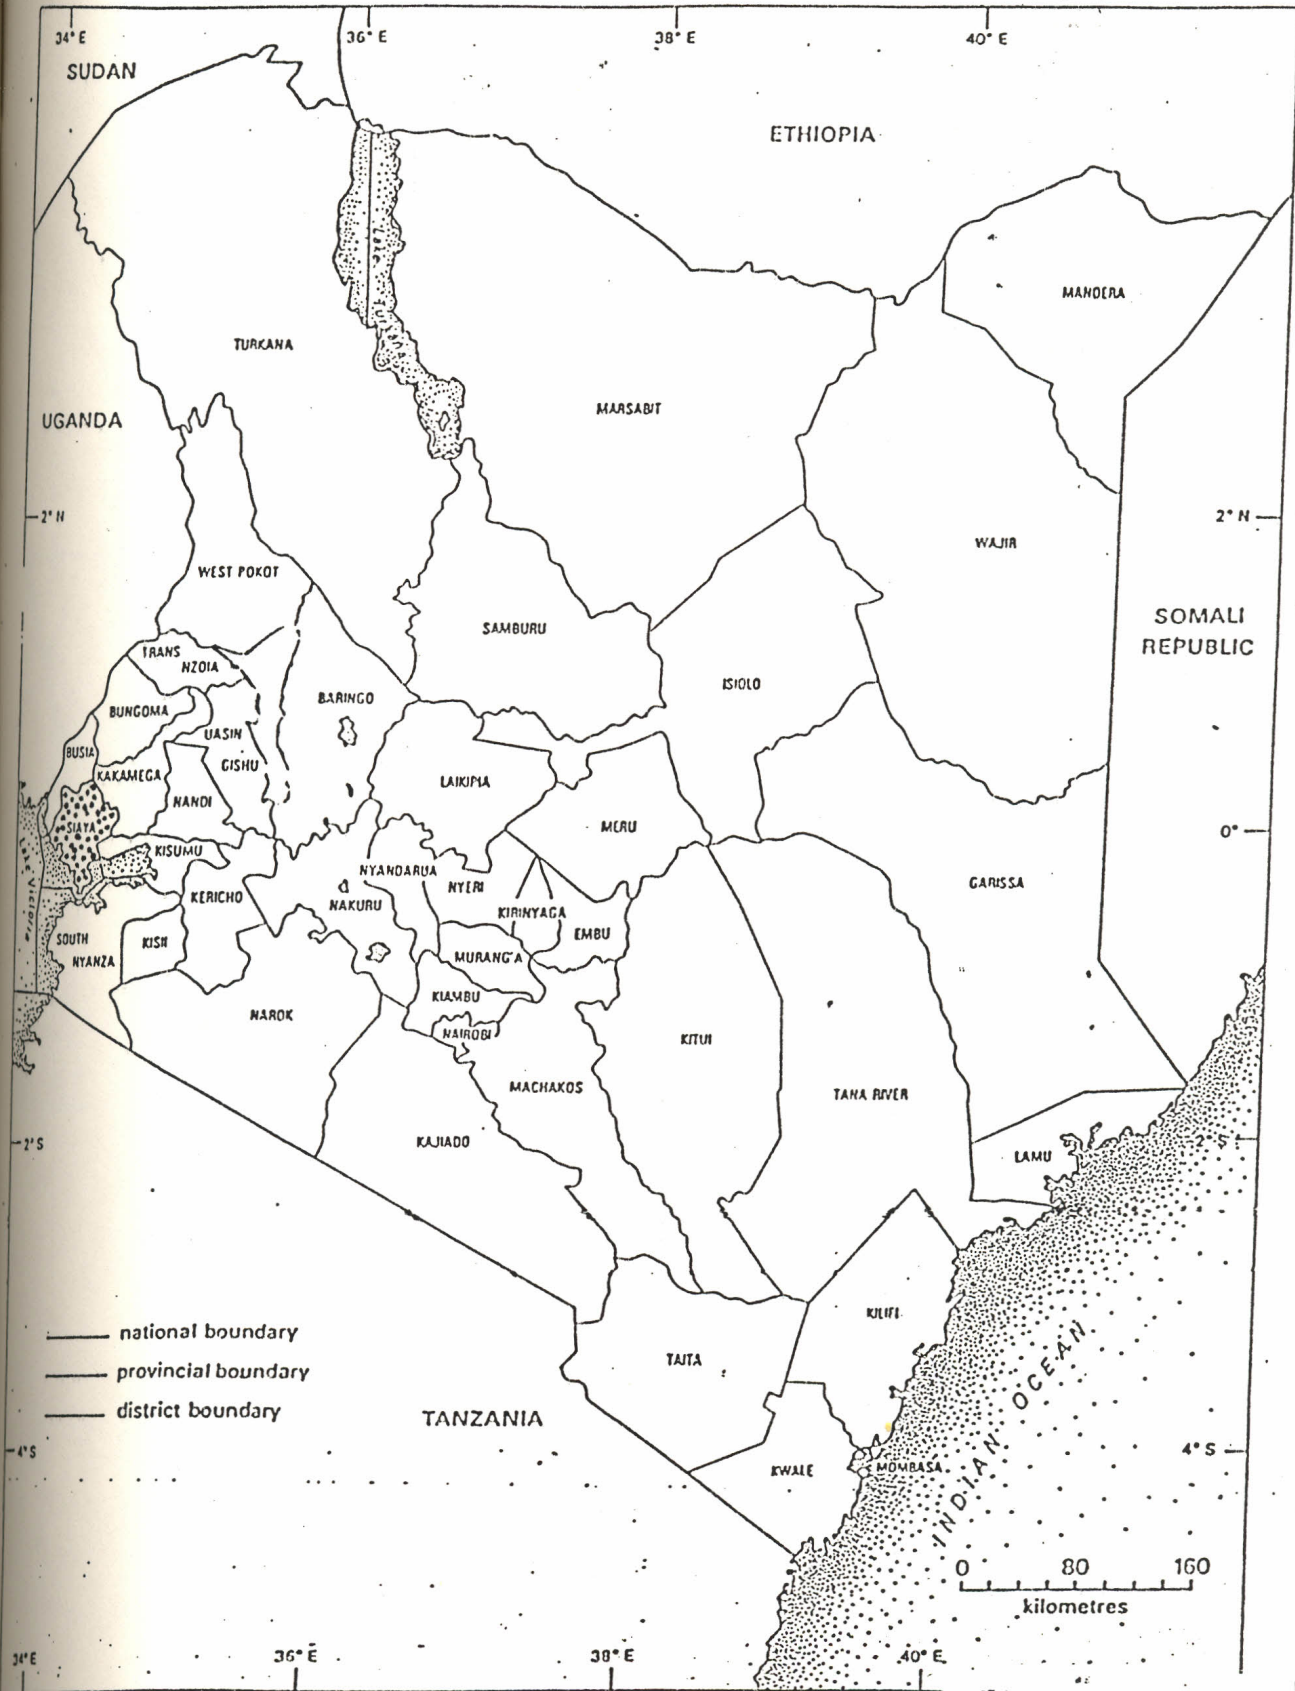 34° E
36° E
38° E
40° E
SUDAN
ETHIOPIA
MANDERA
TURKANA
Lake
MARSABIT
UGANDA
2° N
2° N
WAJIR
WEST POKOT
SOMALI
REPUBLIC
SAMBURU
TRANS
NZOIA
ISIOLO
BARINGO
BUNGOMA
UASIN
GISHU
BUSIA
KAKAMEGA
LAIKIPIA
NANDI
SIAYA
MERU
0°
KISUMU
Lake Victoria
NYANDARUA
NYERI
GARISSA
KERICHO
NAKURU
KIRINYAGA
EMBU
SOUTH
NYANZA
KISII
MURANG'A
KIAMBU
NAROK
NAIROBI
KITUI
MACHAKOS
TANA RIVER
KAJIADO
2° S
2° S
LAMU
KILIFI
national boundary
provincial boundary
district boundary
TAITA
TANZANIA
INDIAN OCEAN
4° S
4° S
KWALE
MOMBASA
0 80 160
kilometres
34° E
36° E
38° E
40° E